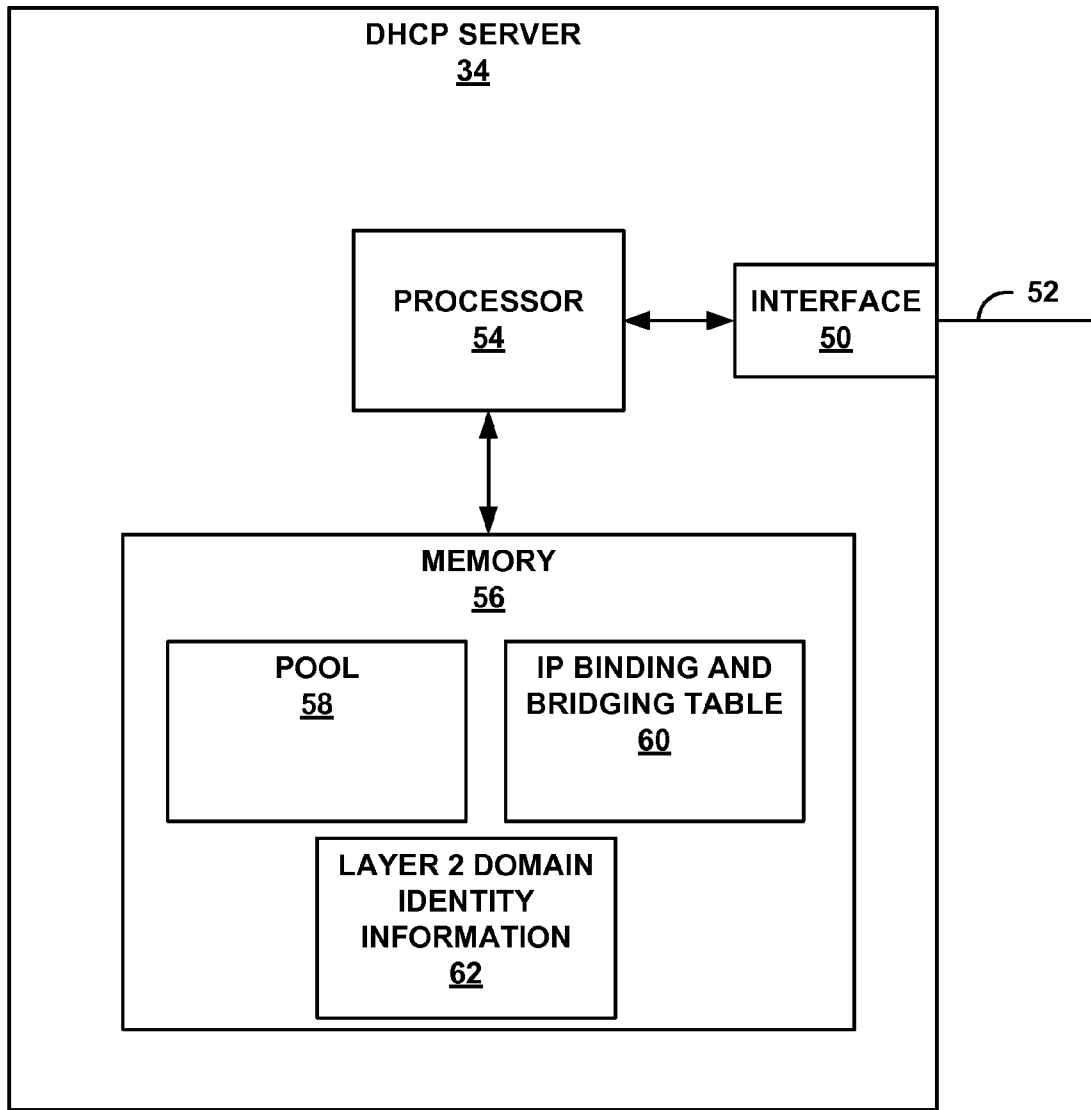 DHCP SERVER
34
PROCESSOR
54
INTERFACE
50
52
MEMORY
56
POOL
58
IP BINDING AND
BRIDGING TABLE
60
LAYER 2 DOMAIN
IDENTITY
INFORMATION
62